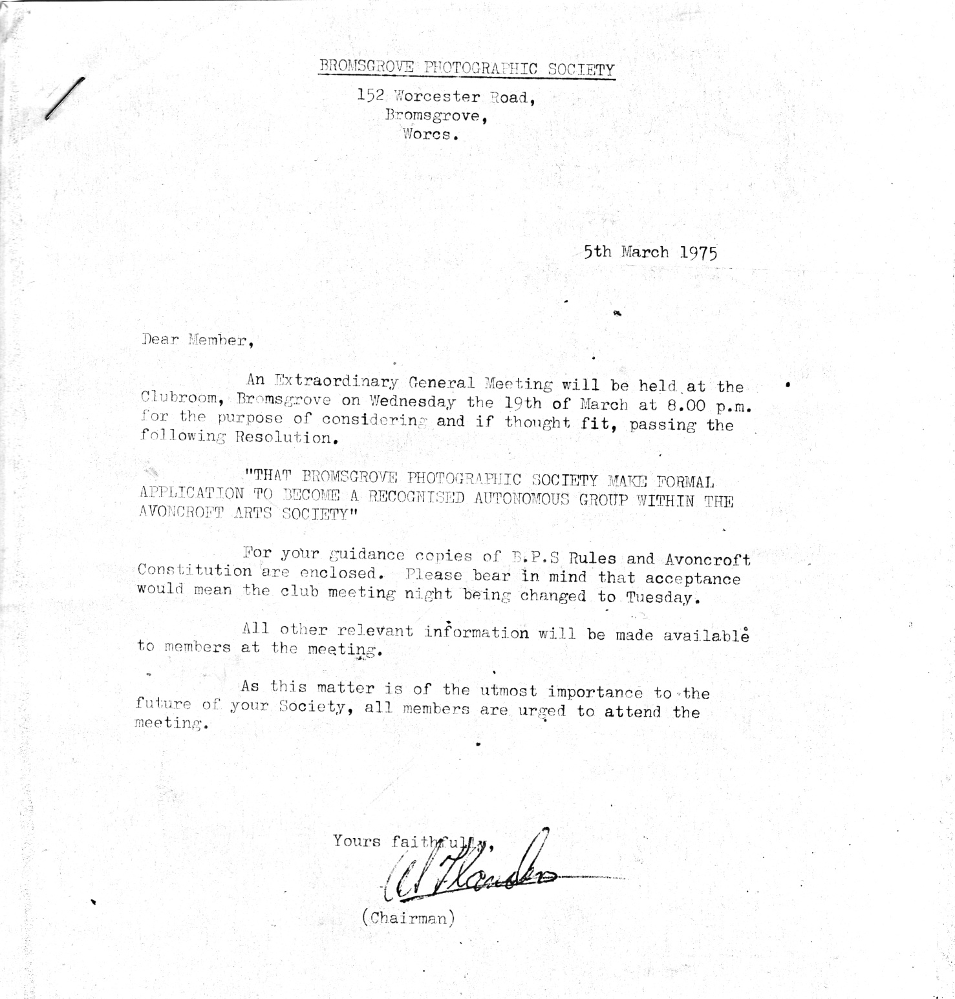 BROMSGROVE PHOTOGRAPHIC SOCIETY
152 Worcester Road,
Bromsgrove,
Worcs.
5th March 1975
Dear Member,
An Extraordinary General Meeting will be held at the
Clubroom, Bromsgrove on Wednesday the 19th of March at 8.00 p.m.
for the purpose of considering and if thought fit, passing the
following Resolution.
"THAT BROMSGROVE PHOTOGRAPHIC SOCIETY MAKE FORMAL
APPLICATION TO BECOME A RECOGNISED AUTONOMOUS GROUP WITHIN THE
AVONCROFT ARTS SOCIETY"
For your guidance copies of B.P.S Rules and Avoncroft
Constitution are enclosed. Please bear in mind that acceptance
would mean the club meeting night being changed to Tuesday.
All other relevant information will be made available
to members at the meeting.
As this matter is of the utmost importance to the
future of your Society, all members are urged to attend the
meeting.
Yours faithfully,
(Chairman)